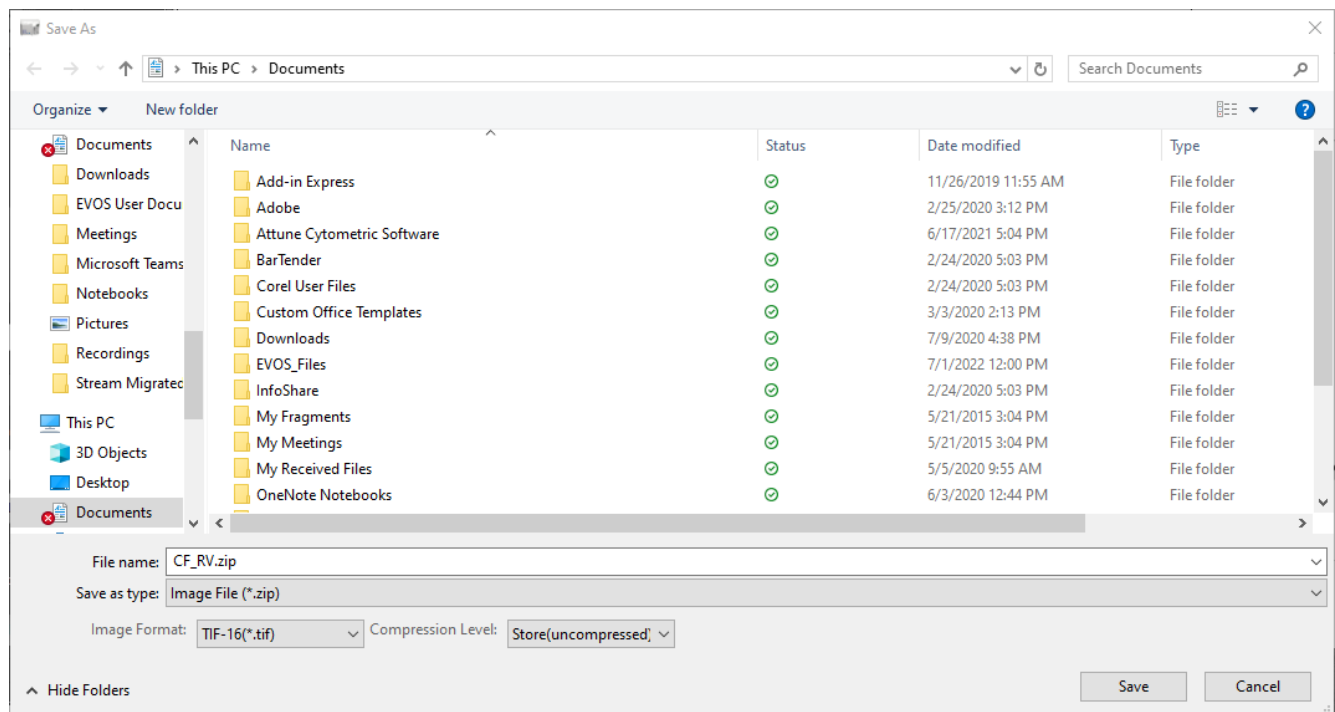 Save As
This PC > Documents
Search Documents
Organize New folder
?
Name Status Date modified Type
Documents
Downloads
EVOS User Docu
Meetings
Microsoft Teams
Notebooks
Pictures
Recordings
Stream Migrated
This PC
3D Objects
Desktop
Documents
Add-in Express 11/26/2019 11:55 AM File folder
Adobe 2/25/2020 3:12 PM File folder
Attune Cytometric Software 6/17/2021 5:04 PM File folder
BarTender 2/24/2020 5:03 PM File folder
Corel User Files 2/24/2020 5:03 PM File folder
Custom Office Templates 3/3/2020 2:13 PM File folder
Downloads 7/9/2020 4:38 PM File folder
EVOS_Files 7/1/2022 12:00 PM File folder
InfoShare 2/24/2020 5:03 PM File folder
My Fragments 5/21/2015 3:04 PM File folder
My Meetings 5/21/2015 3:04 PM File folder
My Received Files 5/5/2020 9:55 AM File folder
OneNote Notebooks 6/3/2020 12:44 PM File folder
File name: CF_RV.zip
Save as type: Image File (*.zip)
Image Format: TIF-16(*.tif) Compression Level: Store(uncompressed)
Hide Folders Save Cancel